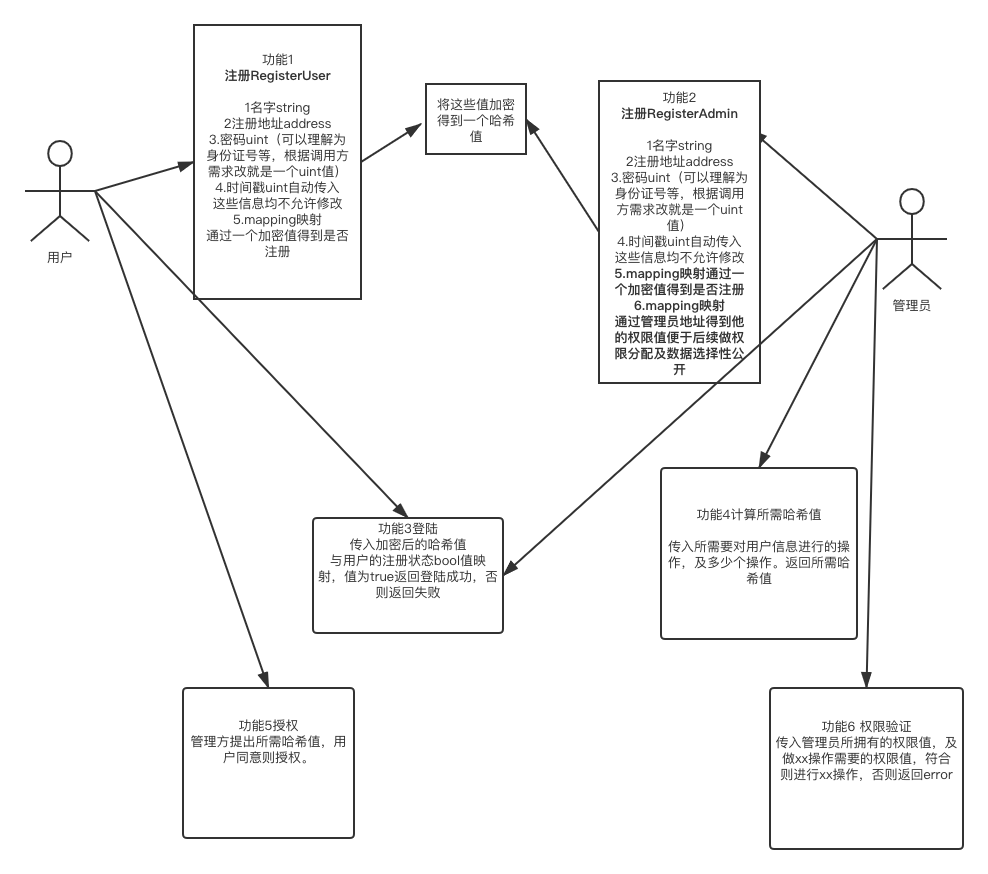 功能1
注册RegisterUser
1名字string
2注册地址address
3.密码uint（可以理解为
身份证号等，根据调用方
需求改就是一个uint值）
4.时间戳uint自动传入
这些信息均不允许修改
5.mapping映射
通过一个加密值得到是否
注册
将这些值加密
得到一个哈希
值
功能2
注册RegisterAdmin
1名字string
2注册地址address
3.密码uint（可以理解为
身份证号等，根据调用
方需求改就是一个uint
值）
4.时间戳uint自动传入
这些信息均不允许修改
5.mapping映射通过一
个加密值得到是否注册
6.mapping映射
通过管理员地址得到他
的权限值便于后续做权
限分配及数据选择性公
开
用户
管理员
功能3登陆
传入加密后的哈希值
与用户的注册状态bool值映
射，值为true返回登陆成功，否
则返回失败
功能4计算所需哈希值
传入所需要对用户信息进行的操
作，及多少个操作。返回所需哈
希值
功能5授权
管理方提出所需哈希值，用
户同意则授权。
功能6 权限验证
传入管理员所拥有的权限值，及
做xx操作需要的权限值，符合
则进行xx操作，否则返回error